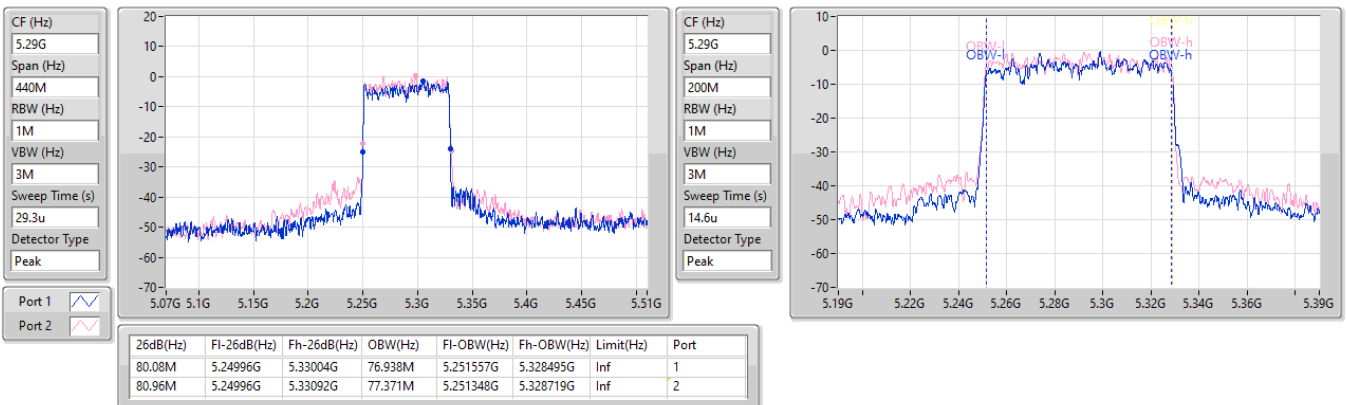 CF (Hz)
5.29G
Span (Hz)
440M
RBW (Hz)
1M
VBW (Hz)
3M
Sweep Time (s)
29.3u
Detector Type
Peak
Port 1
Port 2
20
10
0
-10
-20
-30
-40
-50
-60
-70
5.07G 5.1G 5.15G 5.2G 5.25G 5.3G 5.35G 5.4G 5.45G 5.51G
CF (Hz)
5.29G
Span (Hz)
200M
RBW (Hz)
1M
VBW (Hz)
3M
Sweep Time (s)
14.6u
Detector Type
Peak
10
0
-10
-20
-30
-40
-50
-60
-70
OBW-l OBW-h
OBW-l OBW-h
5.19G 5.22G 5.24G 5.26G 5.28G 5.3G 5.32G 5.34G 5.36G 5.39G
26dB(Hz) Fl-26dB(Hz) Fh-26dB(Hz) OBW(Hz) Fl-OBW(Hz) Fh-OBW(Hz) Limit(Hz) Port
80.08M 5.24996G 5.33004G 76.938M 5.251557G 5.328495G Inf 1
80.96M 5.24996G 5.33092G 77.371M 5.251348G 5.328719G Inf 2